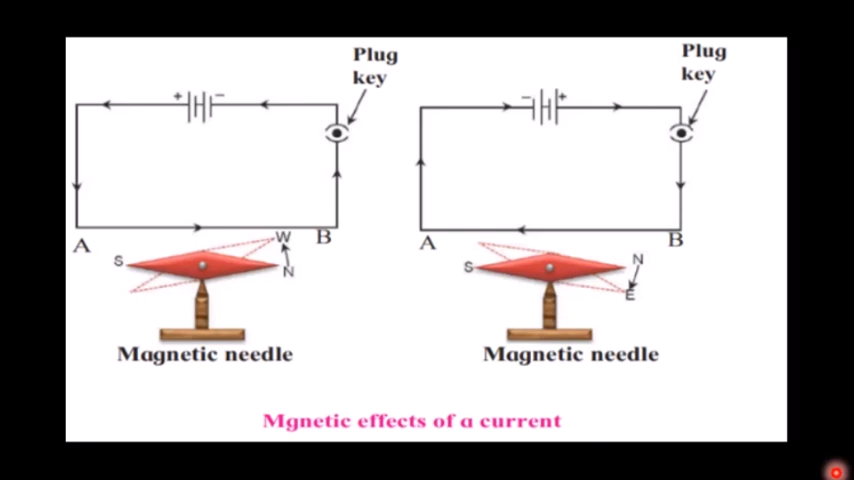 Plug
key
+ −
A
B
S
W
N
Magnetic needle
Plug
key
− +
A
B
S
N
E
Magnetic needle
Mgnetic effects of a current